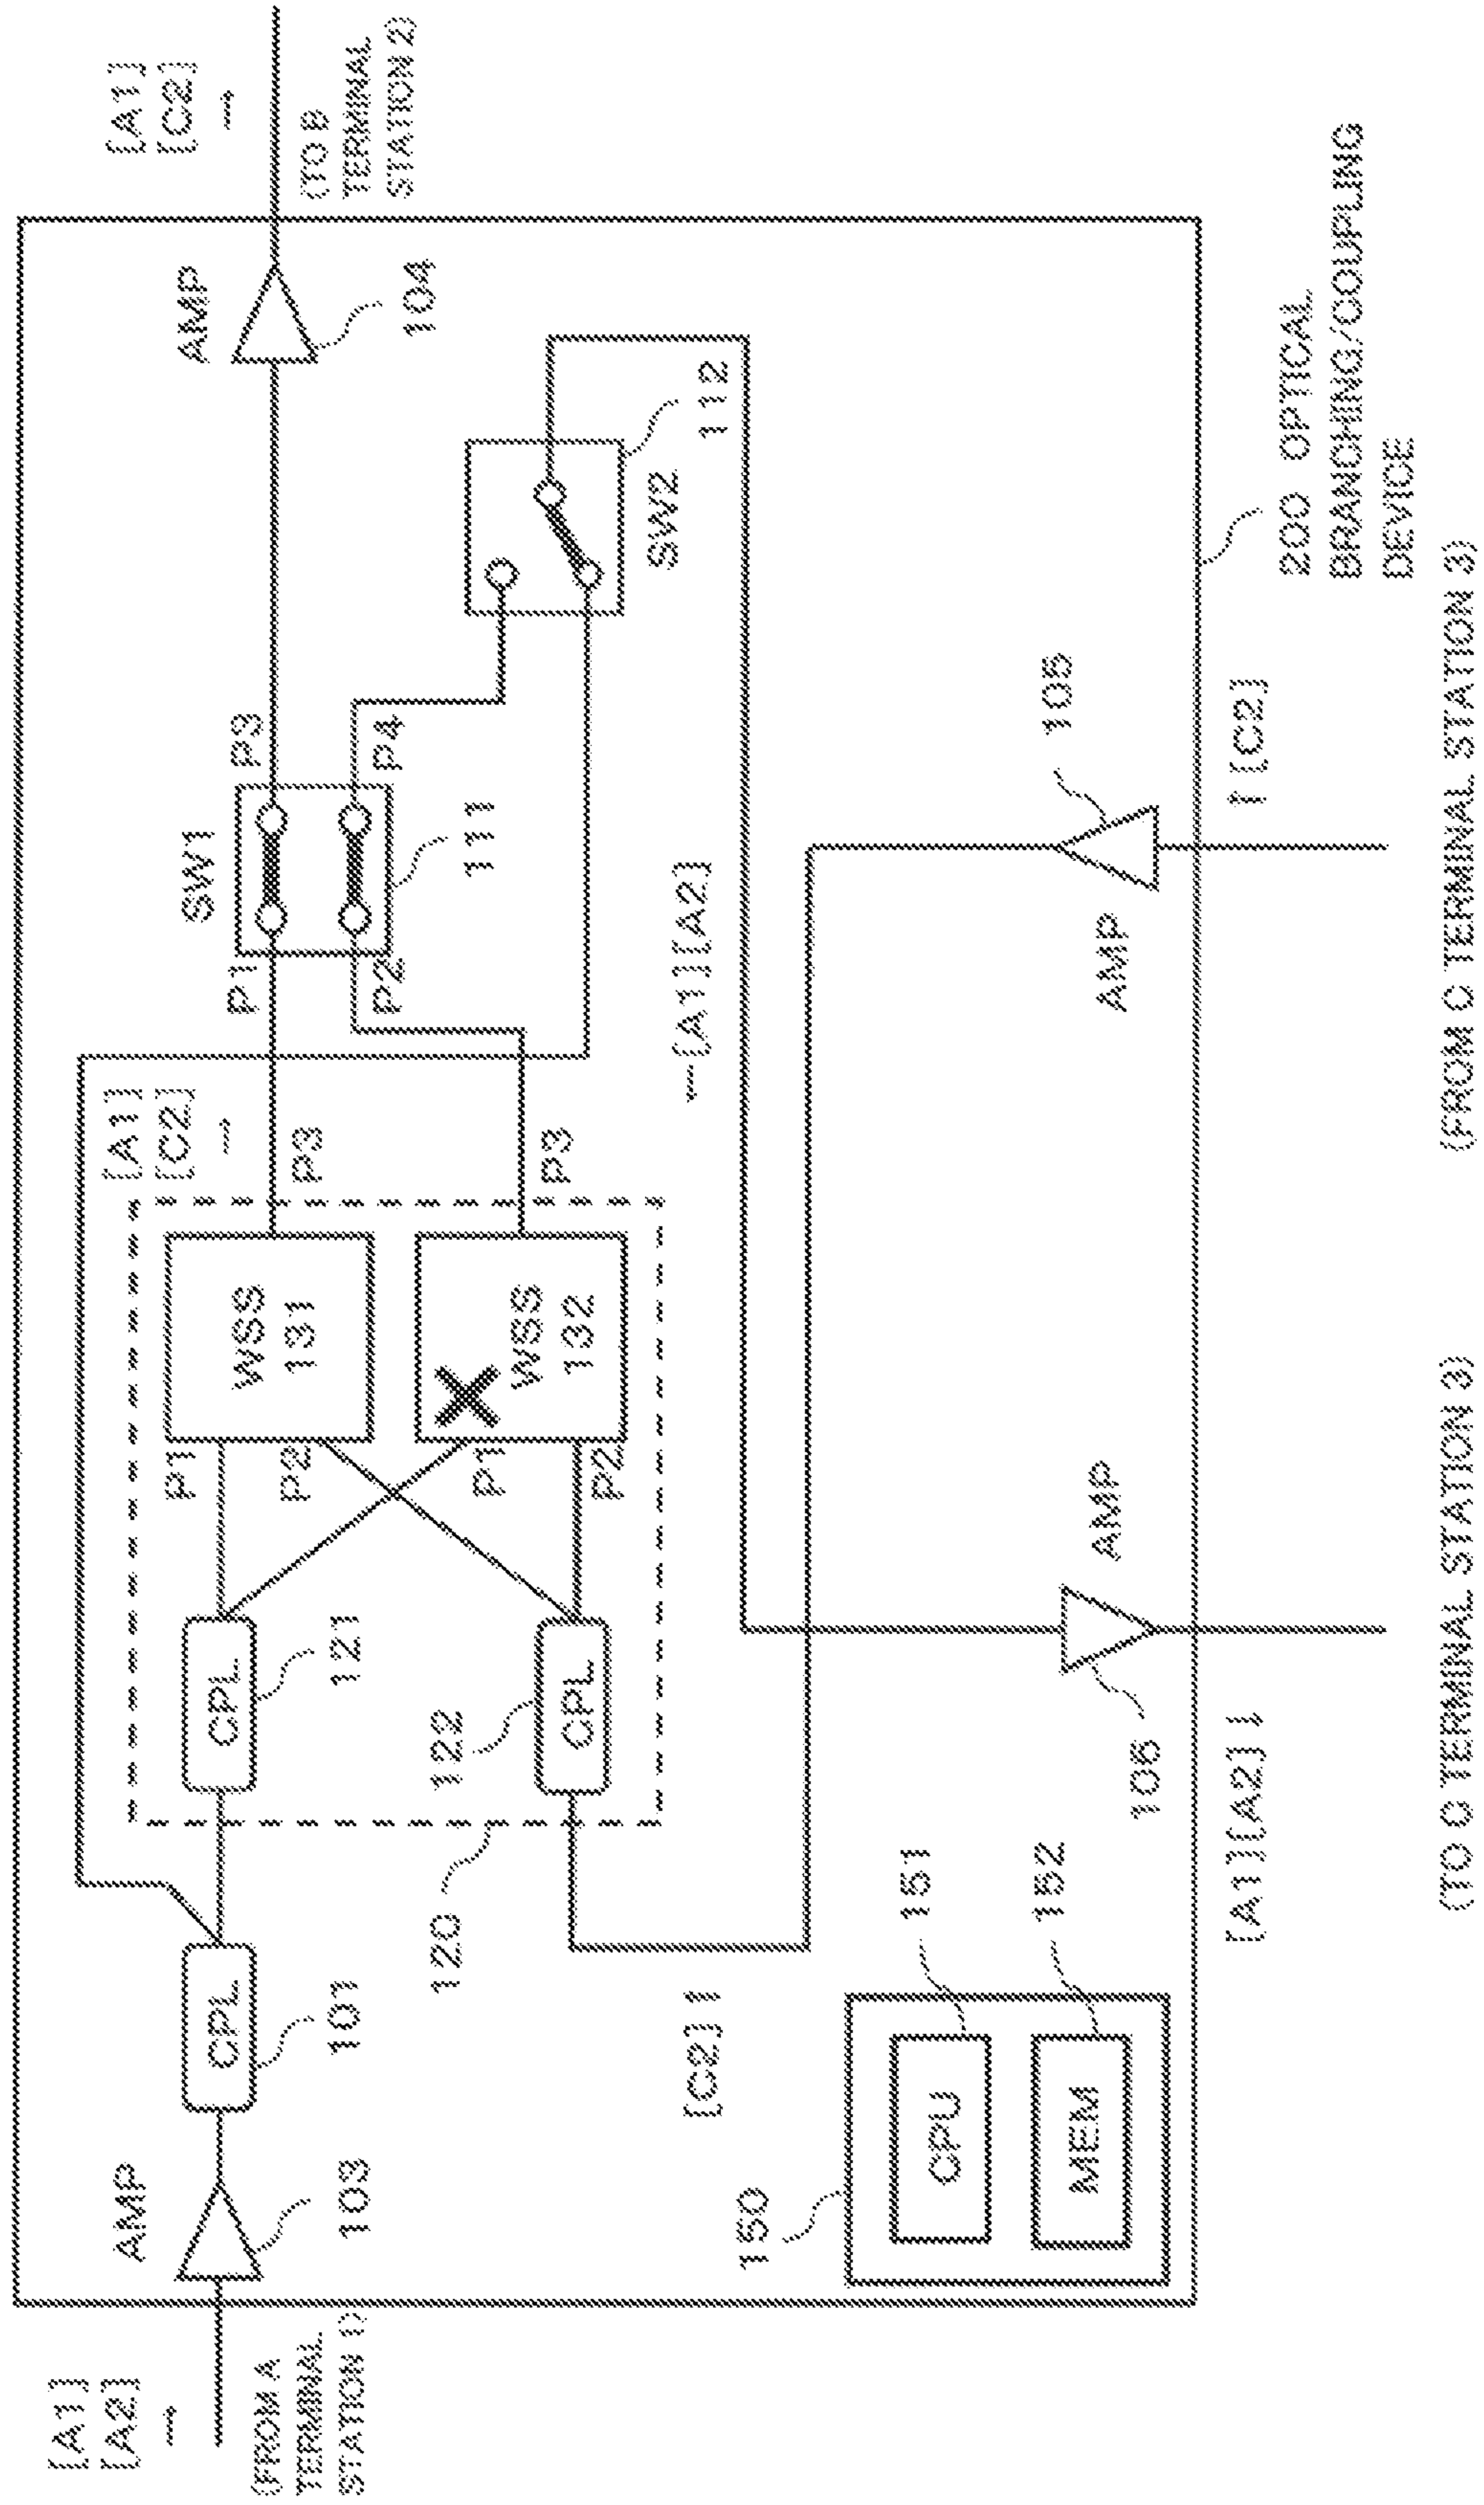 [A1]
[A2]
→
(FROM A
TERMINAL
STATION 1)
AMP
103
CPL
101
120
CPL
121
122
CPL
P1
P2
P1
P2
WSS
131
WSS
132
P3
P3
[A1]
[C2]
→
P1
P2
SW1
111
P3
P4
SW2
112
AMP
104
[A1]
[C2]
→
(TO B
TERMINAL
STATION 2)
←[A1][A2]
[C2]↑
150
CPU
151
MEM
152
AMP
106
[A1][A2]↓
(TO C TERMINAL STATION 3)
AMP
105
↑[C2]
(FROM C TERMINAL STATION 3)
200 OPTICAL
BRANCHING/COUPLING
DEVICE